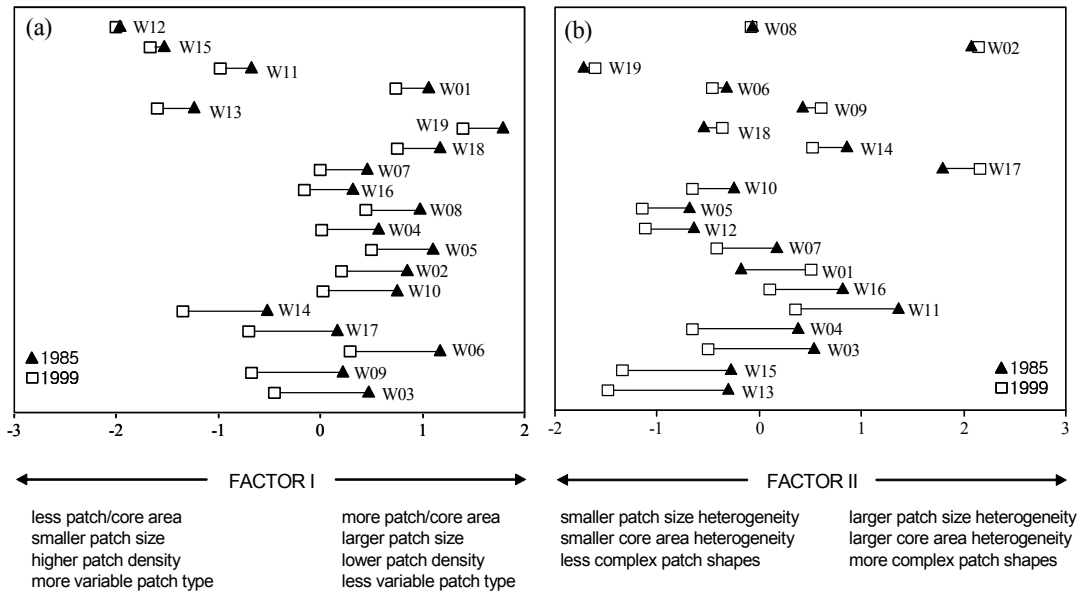 (a)
W12
W15
W11
W01
W13
W19
W18
W07
W16
W08
W04
W05
W02
W10
W14
W17
W06
W09
W03
1985
1999
-3 -2 -1 0 1 2
FACTOR I
less patch/core area
smaller patch size
higher patch density
more variable patch type
more patch/core area
larger patch size
lower patch density
less variable patch type
(b)
W08
W02
W19
W06
W09
W18
W14
W17
W10
W05
W12
W07
W01
W16
W11
W04
W03
W15
W13
1985
1999
-2 -1 0 1 2 3
FACTOR II
smaller patch size heterogeneity
smaller core area heterogeneity
less complex patch shapes
larger patch size heterogeneity
larger core area heterogeneity
more complex patch shapes